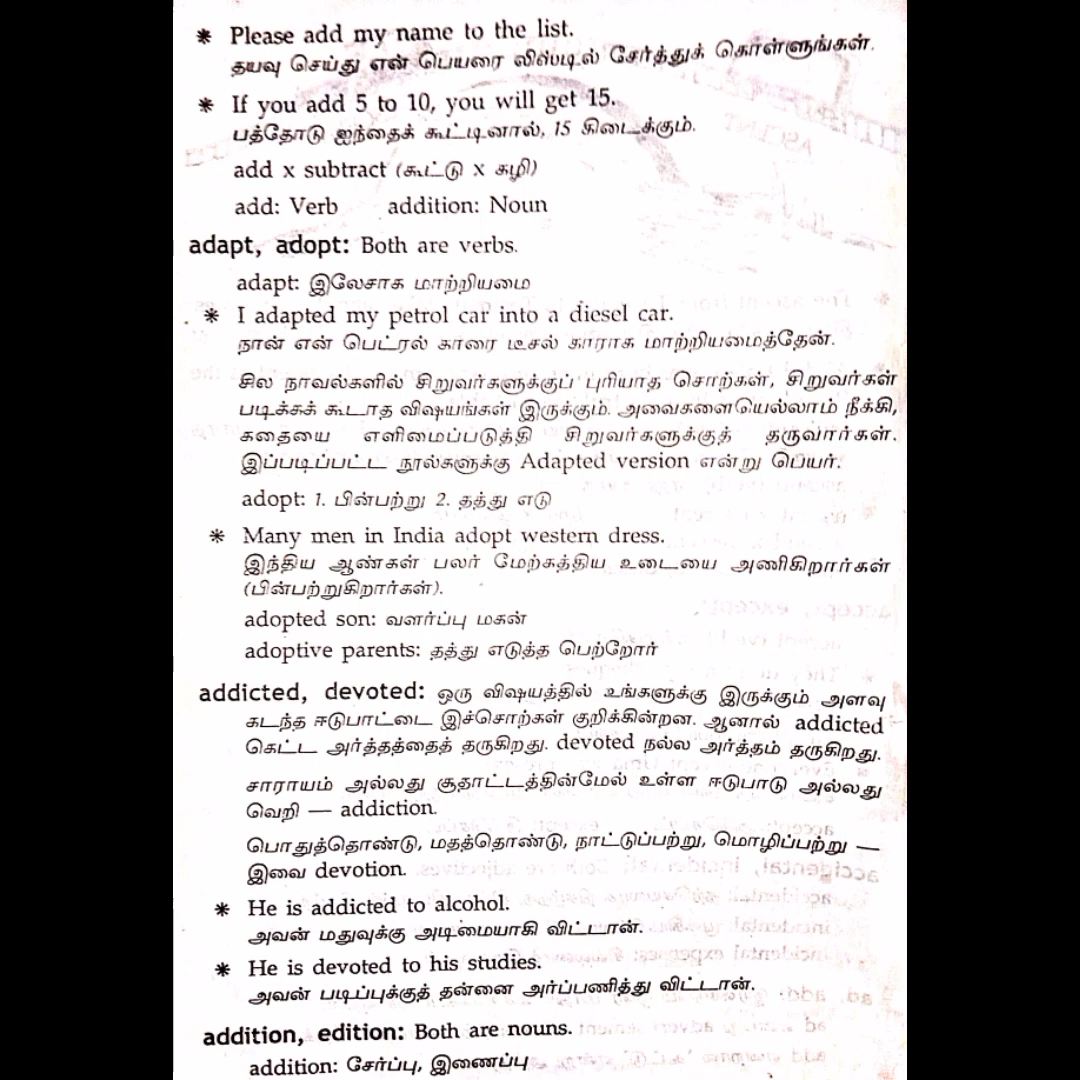 * Please add my name to the list.
தயவு செய்து என் பெயரை லிஸ்டில் சேர்த்துக் கொள்ளுங்கள்.
* If you add 5 to 10, you will get 15.
பத்தோடு ஐந்தைக் கூட்டினால், 15 கிடைக்கும்.
add x subtract (கூட்டு x கழி)
add: Verb addition: Noun
adapt, adopt: Both are verbs.
adapt: இலேசாக மாற்றியமை
* I adapted my petrol car into a diesel car.
நான் என் பெட்ரல் காரை டீசல் காராக மாற்றியமைத்தேன்.
சில நாவல்களில் சிறுவர்களுக்குப் புரியாத சொற்கள், சிறுவர்கள்
படிக்கக் கூடாத விஷயங்கள் இருக்கும். அவைகளையெல்லாம் நீக்கி,
கதையை எளிமைப்படுத்தி சிறுவர்களுக்குத் தருவார்கள்.
இப்படிப்பட்ட நூல்களுக்கு Adapted version என்று பெயர்.
adopt: 1. பின்பற்று 2. தத்து எடு
* Many men in India adopt western dress.
இந்திய ஆண்கள் பலர் மேற்கத்திய உடையை அணிகிறார்கள்
(பின்பற்றுகிறார்கள்).
adopted son: வளர்ப்பு மகன்
adoptive parents: தத்து எடுத்த பெற்றோர்
addicted, devoted: ஒரு விஷயத்தில் உங்களுக்கு இருக்கும் அளவு
கடந்த ஈடுபாட்டை இச்சொற்கள் குறிக்கின்றன. ஆனால் addicted
கெட்ட அர்த்தத்தைத் தருகிறது. devoted நல்ல அர்த்தம் தருகிறது.
சாராயம் அல்லது சூதாட்டத்தின்மேல் உள்ள ஈடுபாடு அல்லது
வெறி — addiction.
பொதுத்தொண்டு, மதத்தொண்டு, நாட்டுப்பற்று, மொழிப்பற்று —
இவை devotion.
* He is addicted to alcohol.
அவன் மதுவுக்கு அடிமையாகி விட்டான்.
* He is devoted to his studies.
அவன் படிப்புக்குத் தன்னை அர்ப்பணித்து விட்டான்.
addition, edition: Both are nouns.
addition: சேர்ப்பு, இணைப்பு